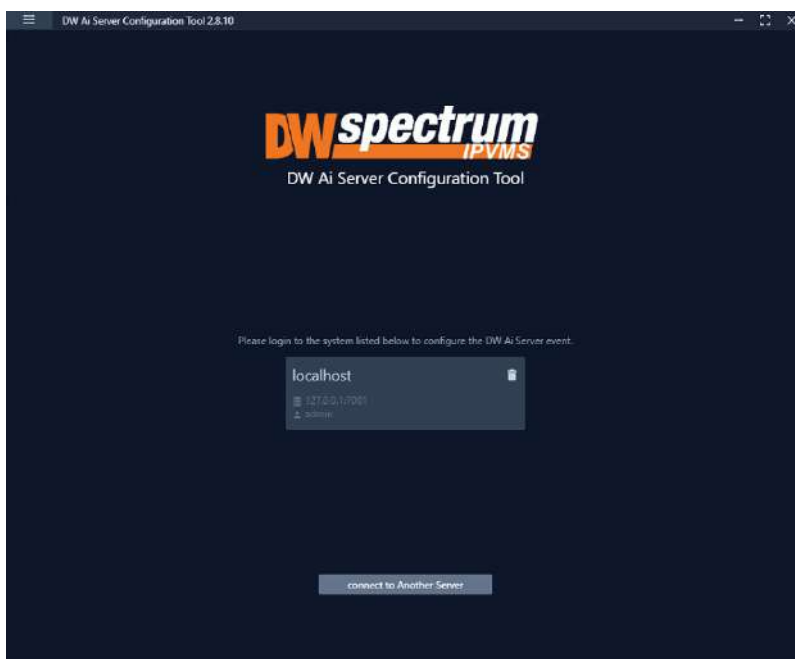 DW Ai Server Configuration Tool 2.8.10
DWspectrum
IPVMS
DW Ai Server Configuration Tool
Please login to the system listed below to configure the DW Ai Server event.
localhost
127.0.0.1:7001
admin
connect to Another Server